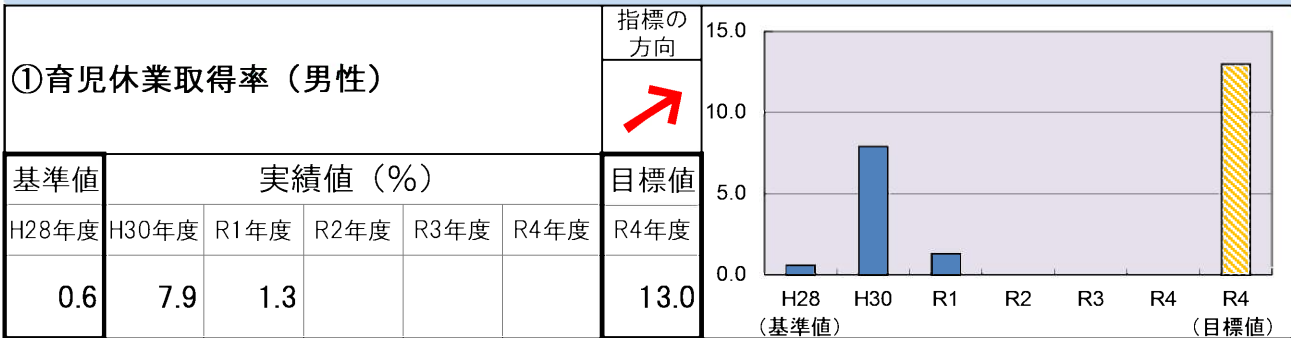 ①育児休業取得率（男性）
指標の
方向
基準値 実績値（%） 目標値
H28年度 H30年度 R1年度 R2年度 R3年度 R4年度 R4年度
0.6 7.9 1.3 13.0
15.0
10.0
5.0
0.0
H28 H30 R1 R2 R3 R4 R4
（基準値） （目標値）